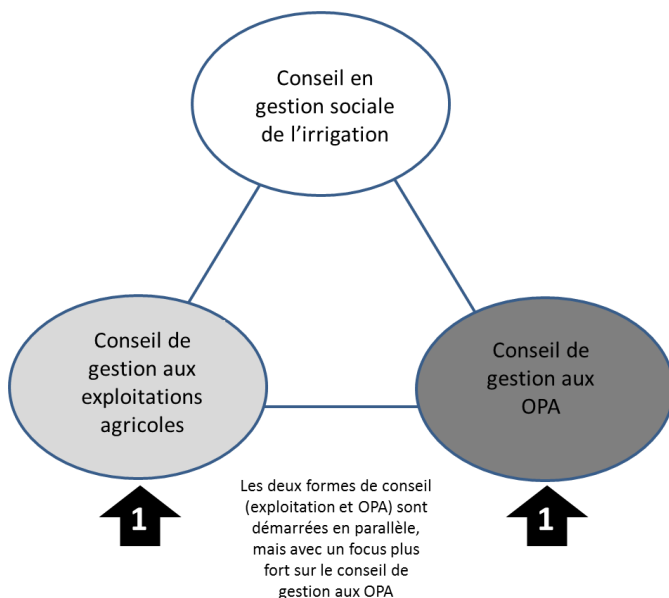 Conseil en
gestion sociale
de l'irrigation
Conseil de
gestion aux
exploitations
agricoles
Conseil de
gestion aux
OPA
1
Les deux formes de conseil
(exploitation et OPA) sont
démarrées en parallèle,
mais avec un focus plus
fort sur le conseil de
gestion aux OPA
1